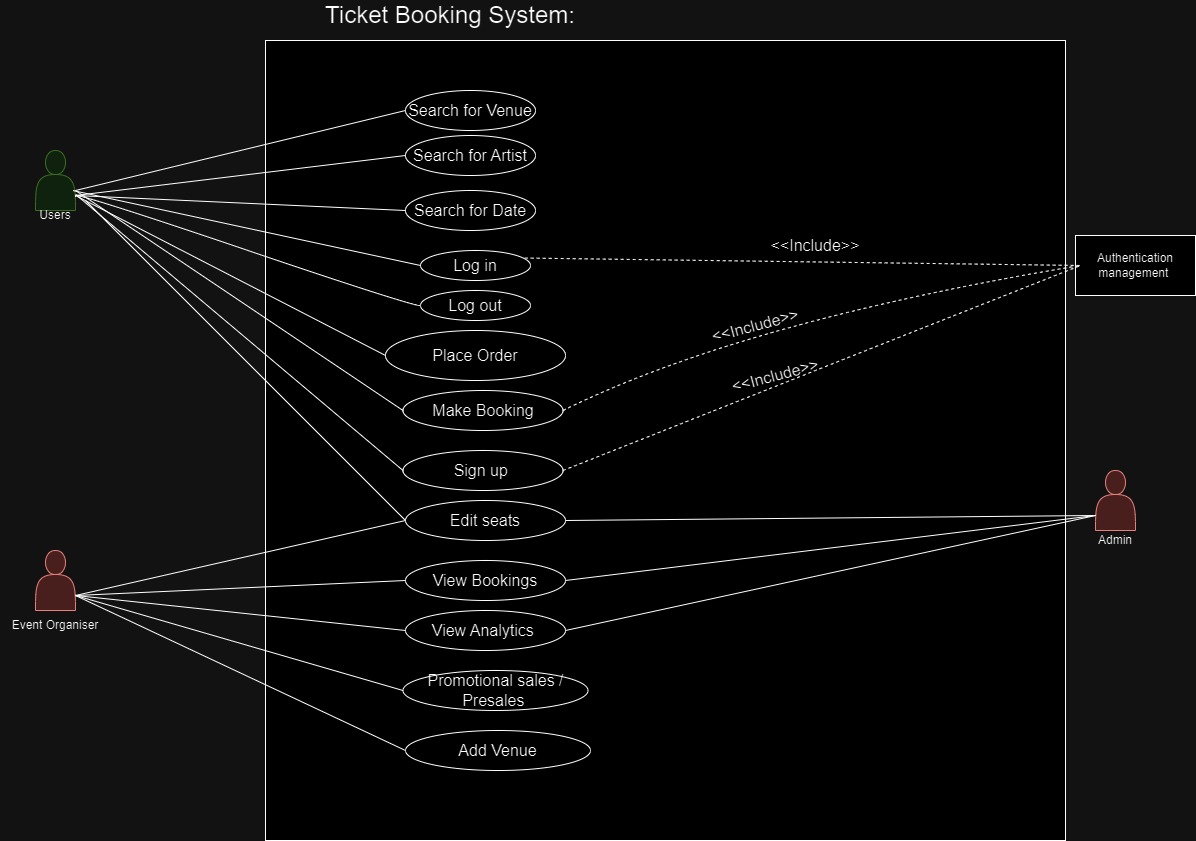 Ticket Booking System:
Search for Venue
Search for Artist
Users
Search for Date
<<Include>>
Log in
Authentication
management
Log out
<<Include>>
Place Order
<<Include>>
Make Booking
Sign up
Edit seats
Admin
View Bookings
Event Organiser
View Analytics
Promotional sales /
Presales
Add Venue